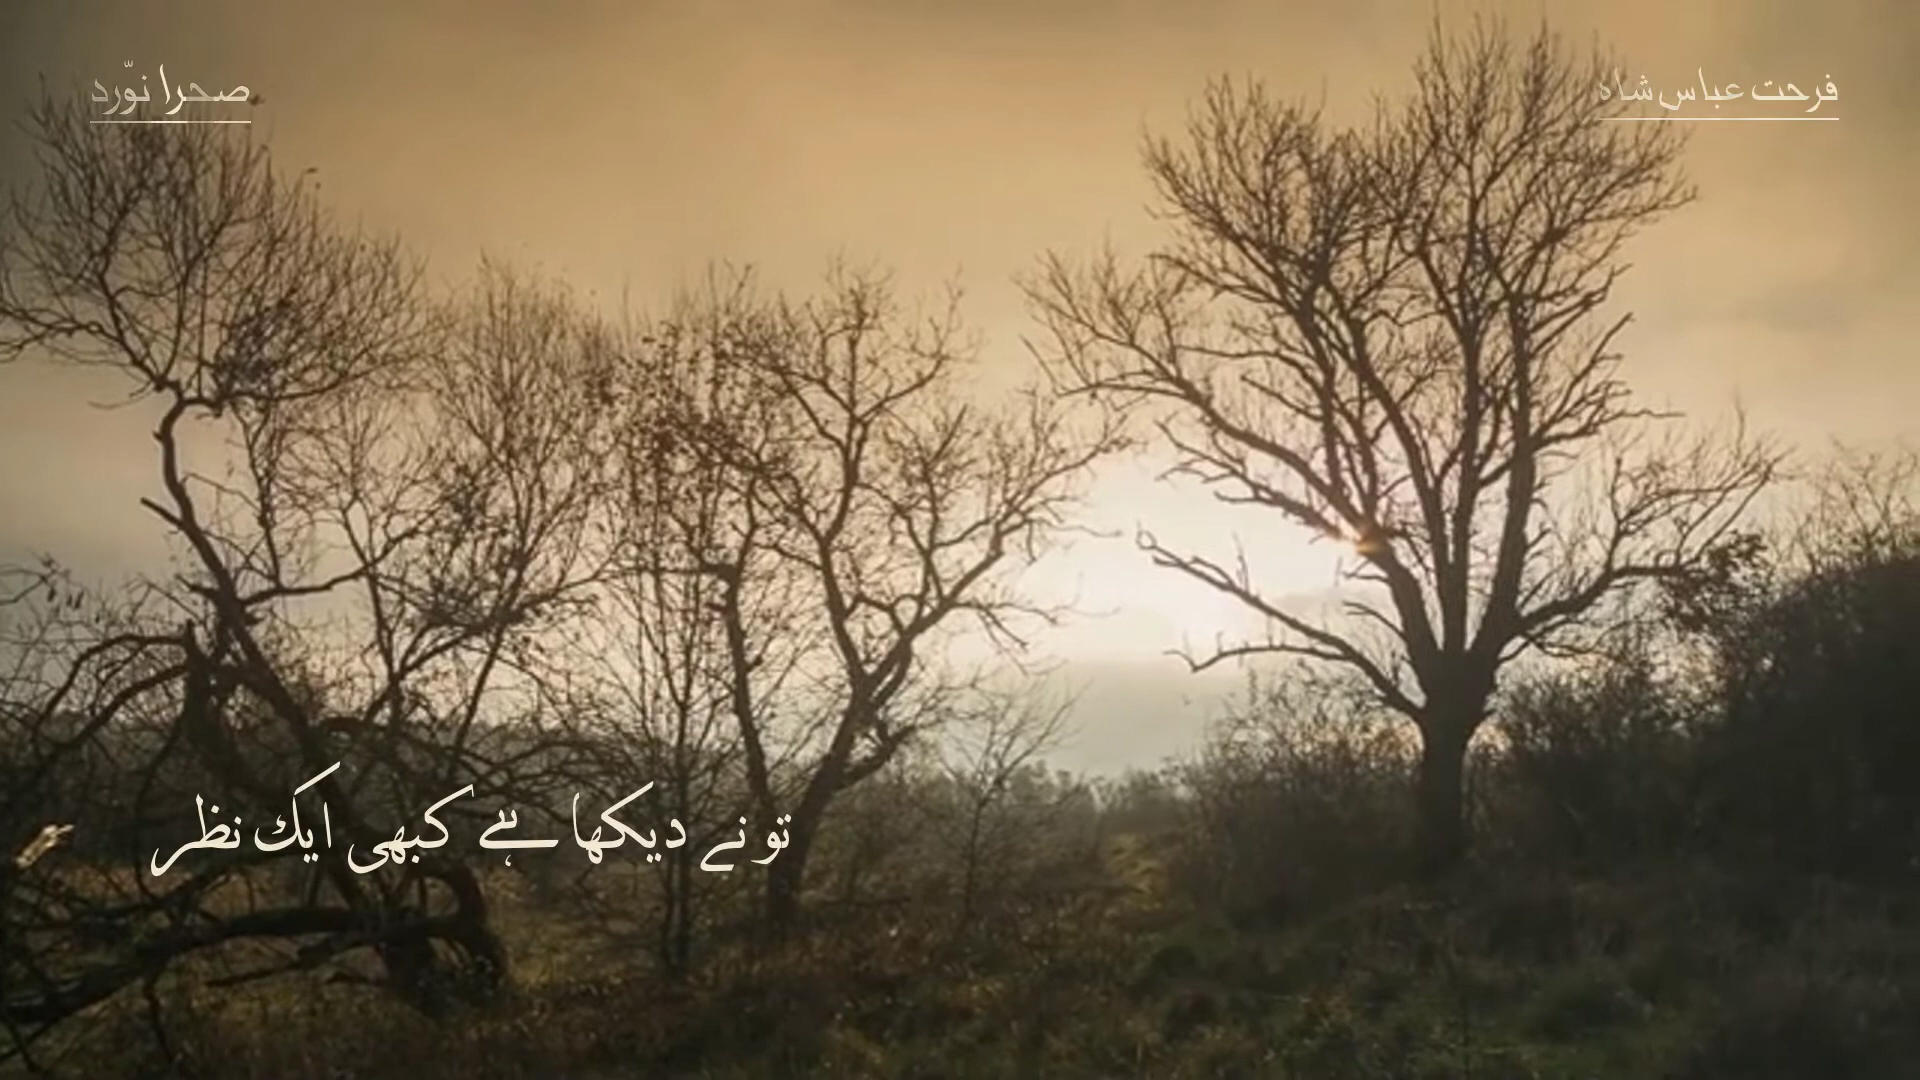 فرحت عباس شاہ
صحرا نوّرد
تو نے دیکھا ہے کبھی ایک نظر